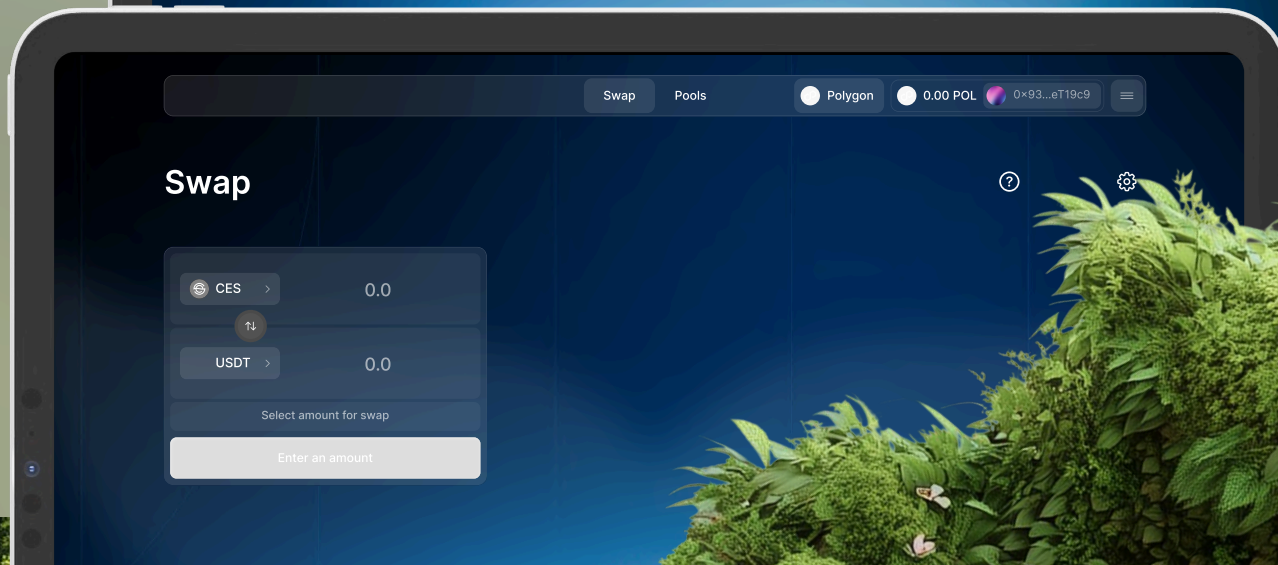 Swap
Pools
Polygon
0.00 POL
0×93...eT19c9
Swap
?
CES
0.0
USDT
0.0
Select amount for swap
Enter an amount